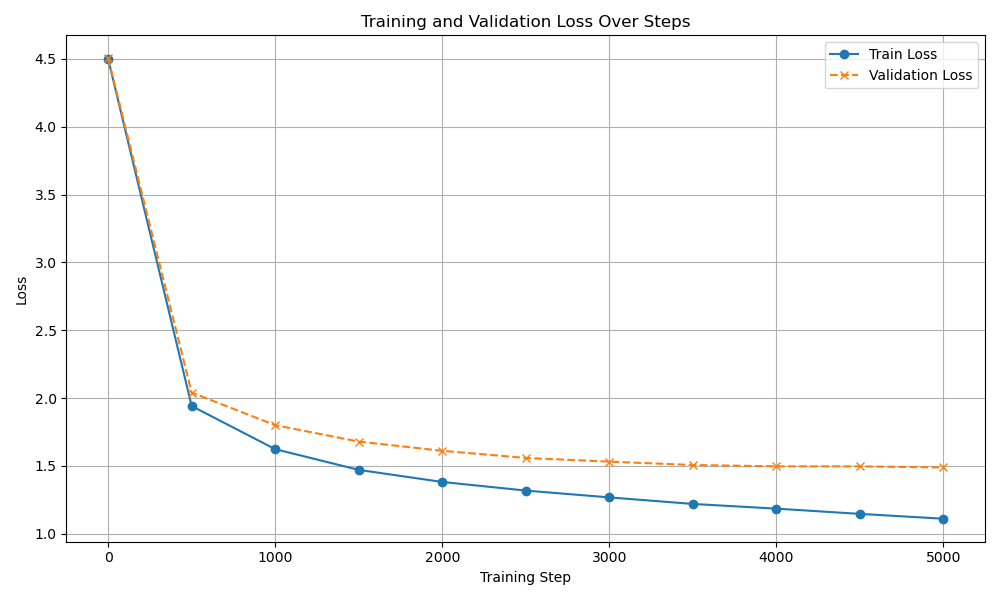 Training and Validation Loss Over Steps
Train Loss
Validation Loss
Loss
4.5
4.0
3.5
3.0
2.5
2.0
1.5
1.0
0
1000
2000
3000
4000
5000
Training Step